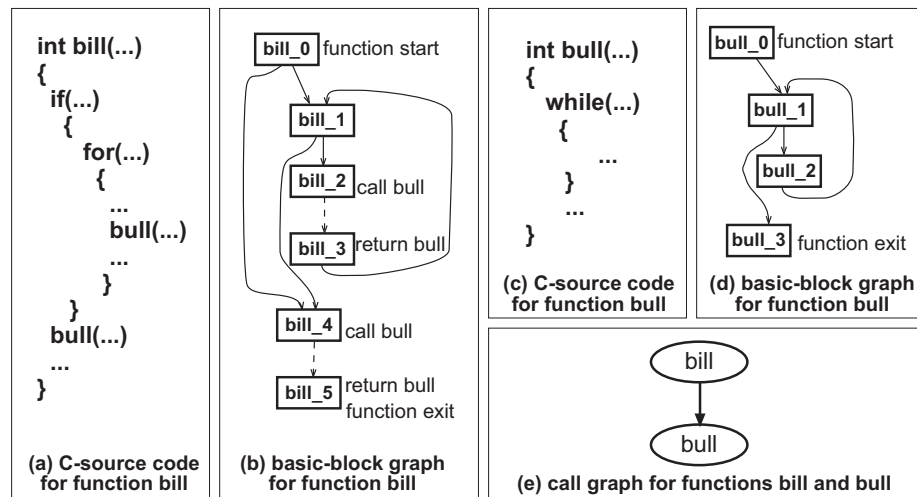 int bill(...)
{
if(...)
{
for(...)
{
...
bull(...)
...
}
}
bull(...)
...
}
(a) C-source code
for function bill
bill_0 function start
bill_1
bill_2
call bull
bill_3 return bull
bill_4
call bull
bill_5 return bull
function exit
(b) basic-block graph
for function bill
int bull(...)
{
while(...)
{
...
}
...
}
(c) C-source code
for function bull
bull_0 function start
bull_1
bull_2
bull_3 function exit
(d) basic-block graph
for function bull
bill
bull
(e) call graph for functions bill and bull